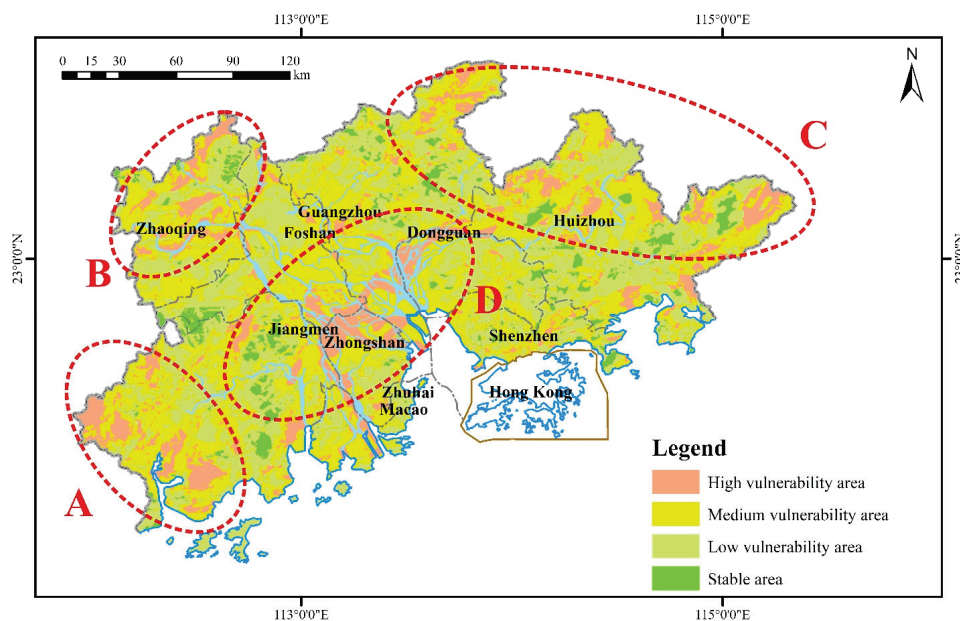 113°0'0"E
115°0'0"E
0 15 30 60 90 120
km
N
C
Guangzhou
Foshan
Dongguan
Huizhou
Zhaoqing
23°0'0"N
23°0'0"N
B
D
Jiangmen
Zhongshan
Shenzhen
Zhuhai
Macao
Hong Kong
A
Legend
High vulnerability area
Medium vulnerability area
Low vulnerability area
Stable area
113°0'0"E
115°0'0"E